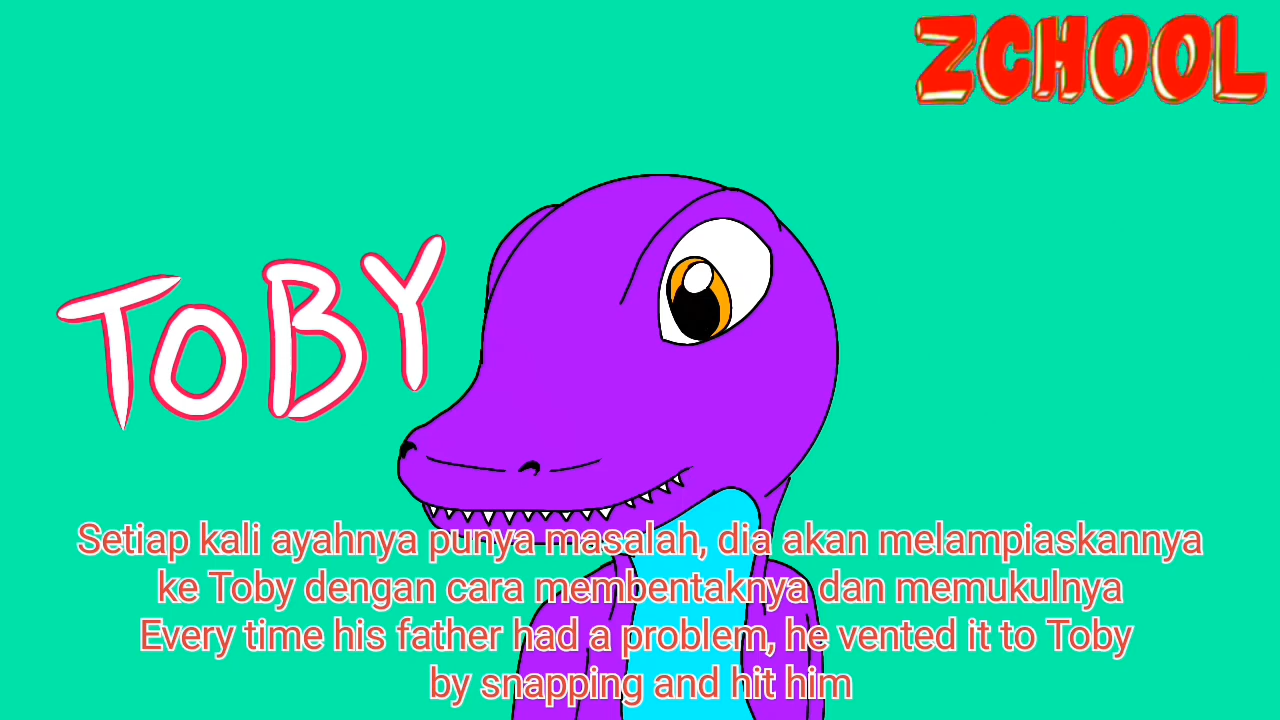 ZCHOOL
TOBY
Setiap kali ayahnya punya masalah, dia akan melampiaskannya
ke Toby dengan cara membentaknya dan memukulnya
Every time his father had a problem, he vented it to Toby
by snapping and hit him